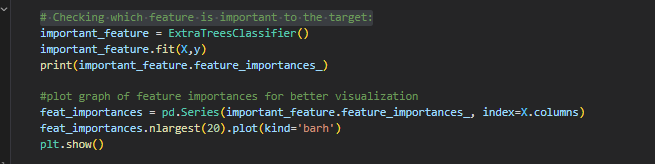 # Checking which feature is important to the target:
important_feature = ExtraTreesClassifier()
important_feature.fit(X,y)
print(important_feature.feature_importances_)
#plot graph of feature importances for better visualization
feat_importances = pd.Series(important_feature.feature_importances_, index=X.columns)
feat_importances.nlargest(20).plot(kind='barh')
plt.show()